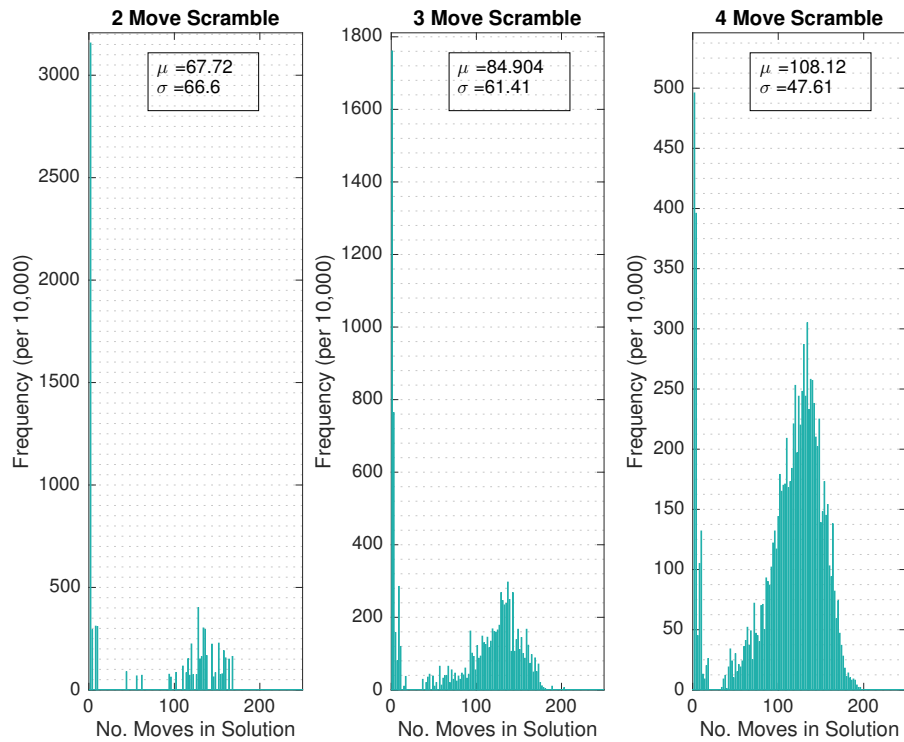 2 Move Scramble
μ =67.72
σ =66.6
3000
2500
2000
1500
1000
500
0
0 100 200
Frequency (per 10,000)
No. Moves in Solution
3 Move Scramble
μ =84.904
σ =61.41
1800
1600
1400
1200
1000
800
600
400
200
0
0 100 200
Frequency (per 10,000)
No. Moves in Solution
4 Move Scramble
μ =108.12
σ =47.61
500
450
400
350
300
250
200
150
100
50
0
0 100 200
Frequency (per 10,000)
No. Moves in Solution